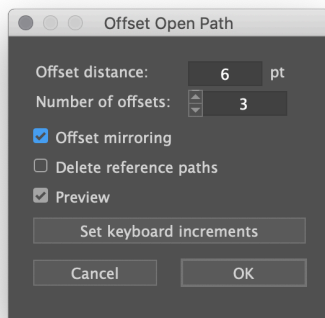 Offset Open Path
Offset distance: 6 pt
Number of offsets: 3
Offset mirroring
Delete reference paths
Preview
Set keyboard increments
Cancel OK